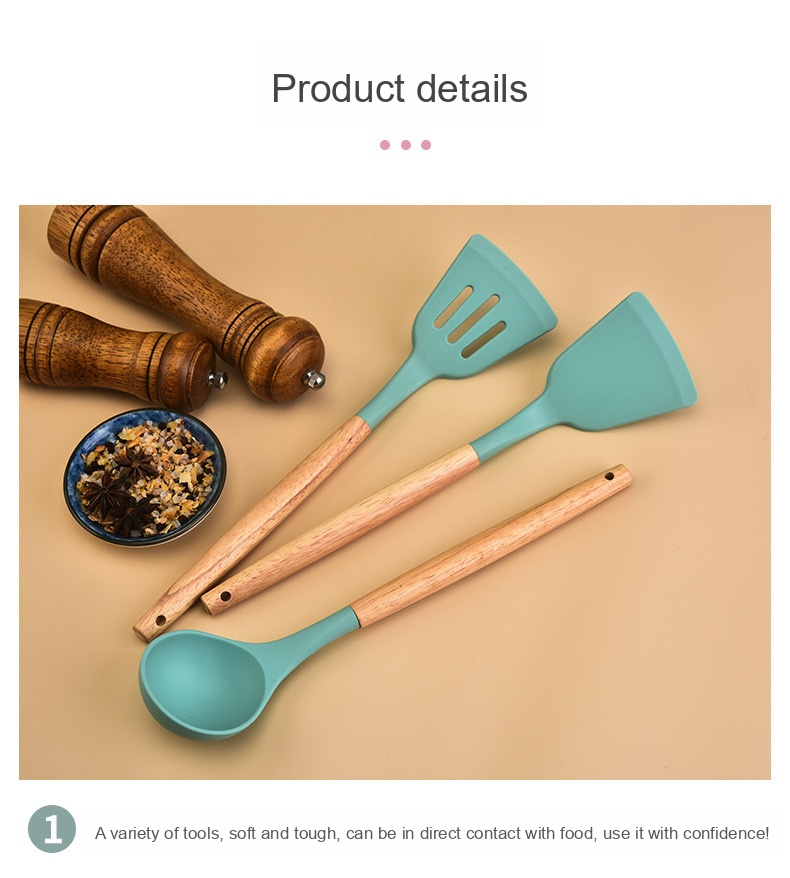 Product details
1
A variety of tools, soft and tough, can be in direct contact with food, use it with confidence!